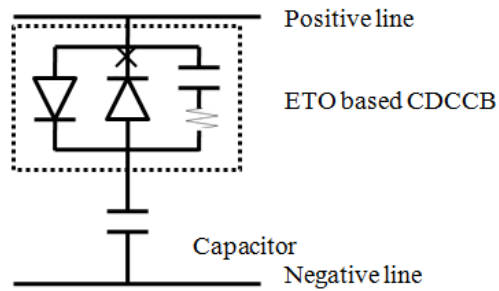 Positive line
ETO based CDCCB
Capacitor
Negative line